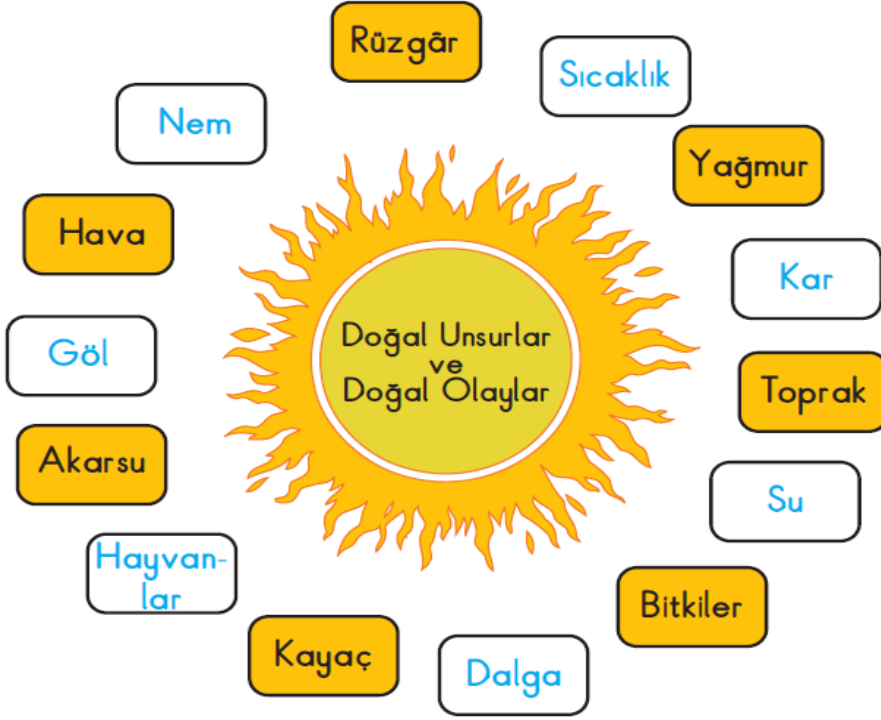 Rüzgâr
Sıcaklık
Yağmur
Kar
Toprak
Su
Bitkiler
Dalga
Kayaç
Hayvan-
lar
Akarsu
Göl
Hava
Nem
Doğal Unsurlar
ve
Doğal Olaylar